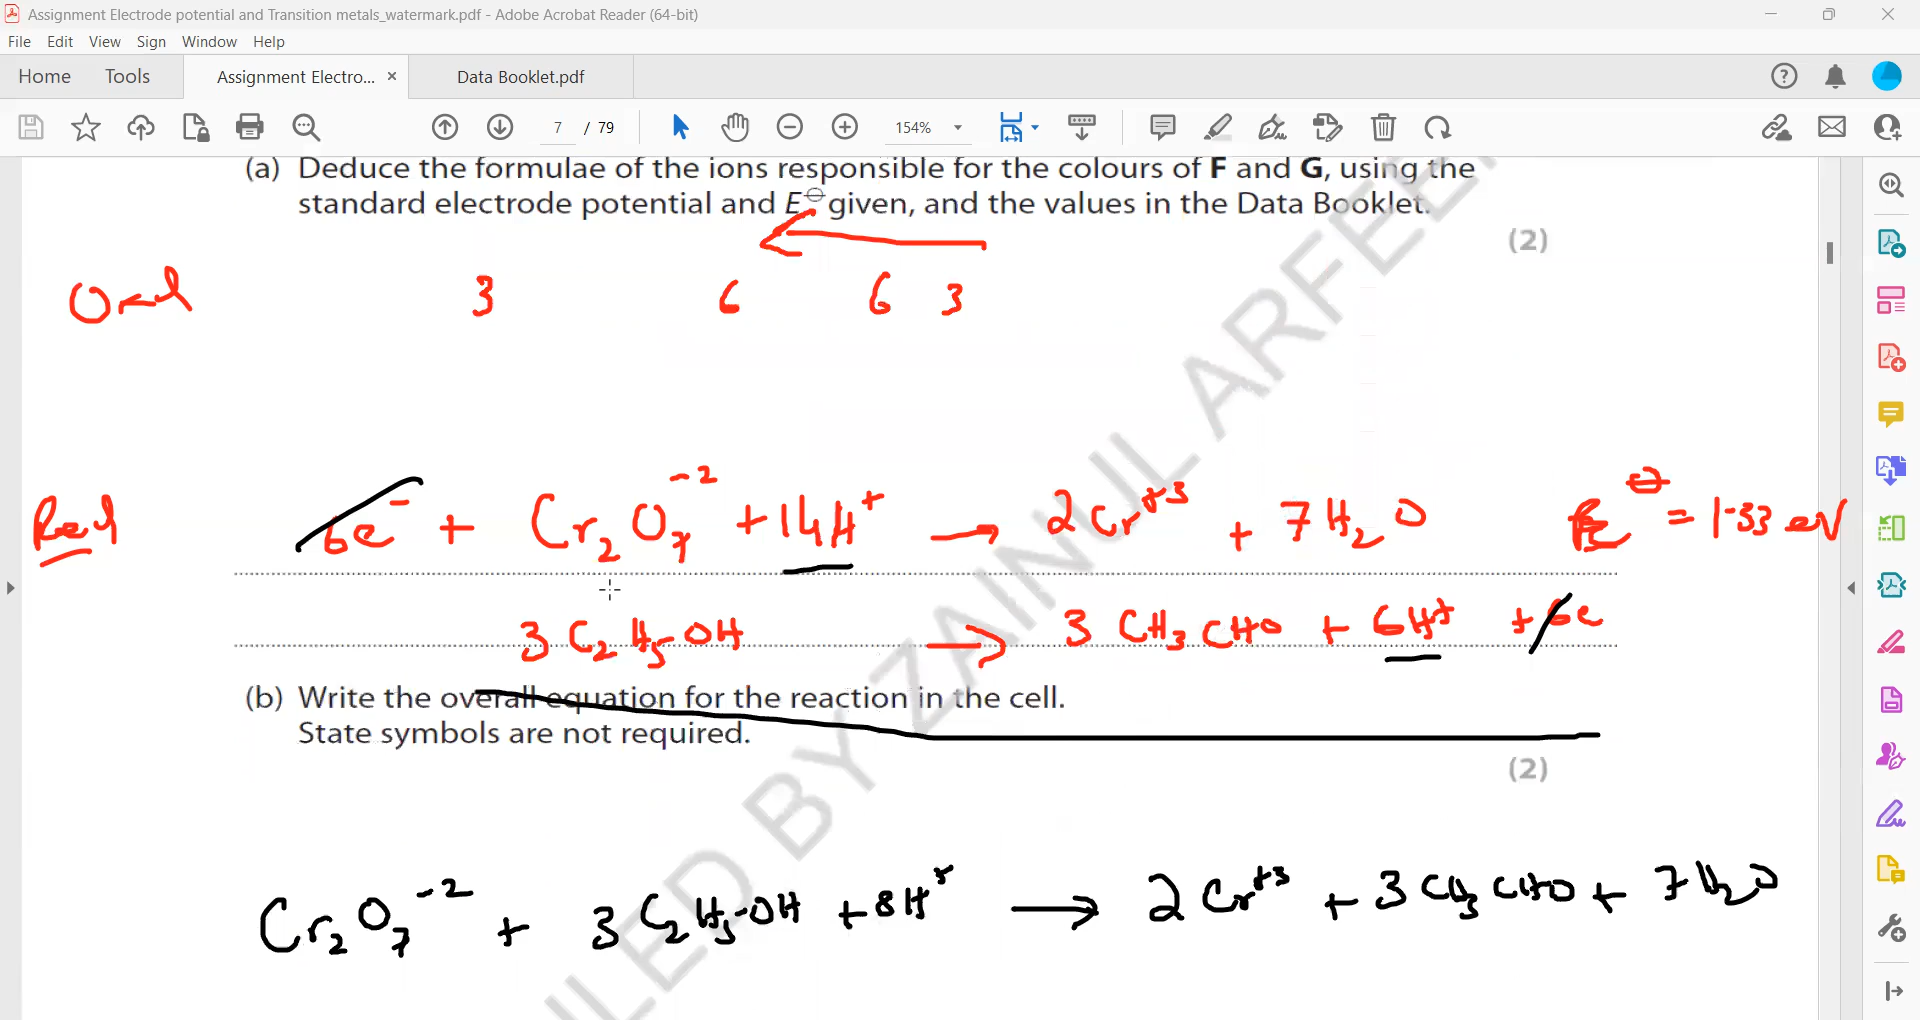 Assignment Electrode potential and Transition metals_watermark.pdf - Adobe Acrobat Reader (64-bit)
File Edit View Sign Window Help
Home Tools Assignment Electro... × Data Booklet.pdf
7 / 79 154%
(a) Deduce the formulae of the ions responsible for the colours of F and G, using the
standard electrode potential and E⊖ given, and the values in the Data Booklet.
(2)
3 6 6 3
Red 6e⁻ + Cr₂O₇⁻² + 14H⁺ → 2Cr⁺³ + 7H₂O E⊖ = 1.33 eV
3 C₂H₅OH → 3 CH₃CHO + 6H⁺ + 6e
(b) Write the overall equation for the reaction in the cell.
State symbols are not required.
(2)
Cr₂O₇⁻² + 3 C₂H₅OH + 8H⁺ → 2 Cr⁺³ + 3 CH₃CHO + 7H₂O
ILED BY ZAINUL ARFEE